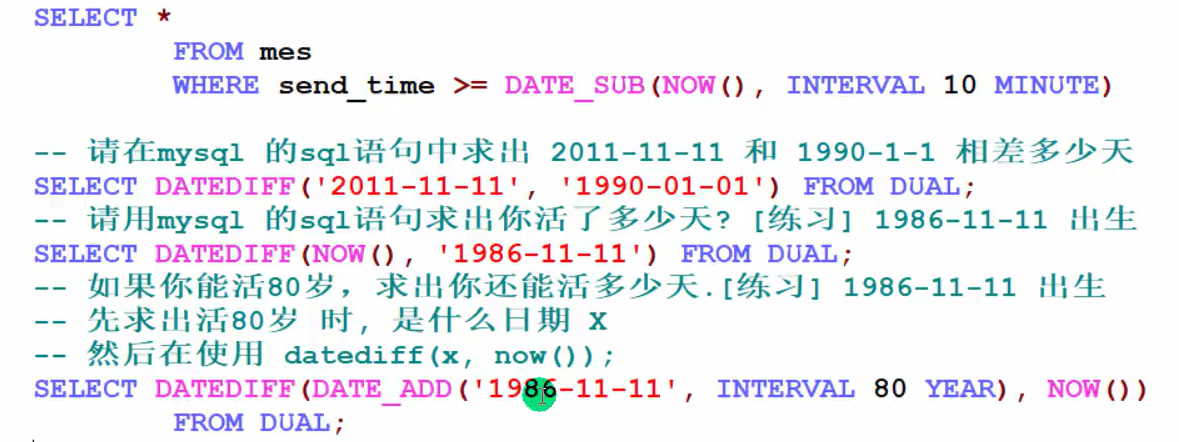 SELECT *
FROM mes
WHERE send_time >= DATE_SUB(NOW(), INTERVAL 10 MINUTE)
-- 请在mysql 的sql语句中求出 2011-11-11 和 1990-1-1 相差多少天
SELECT DATEDIFF('2011-11-11', '1990-01-01') FROM DUAL;
-- 请用mysql 的sql语句求出你活了多少天? [练习] 1986-11-11 出生
SELECT DATEDIFF(NOW(), '1986-11-11') FROM DUAL;
-- 如果你能活80岁，求出你还能活多少天.[练习] 1986-11-11 出生
-- 先求出活80岁 时, 是什么日期 X
-- 然后在使用 datediff(x, now());
SELECT DATEDIFF(DATE_ADD('1986-11-11', INTERVAL 80 YEAR), NOW())
FROM DUAL;